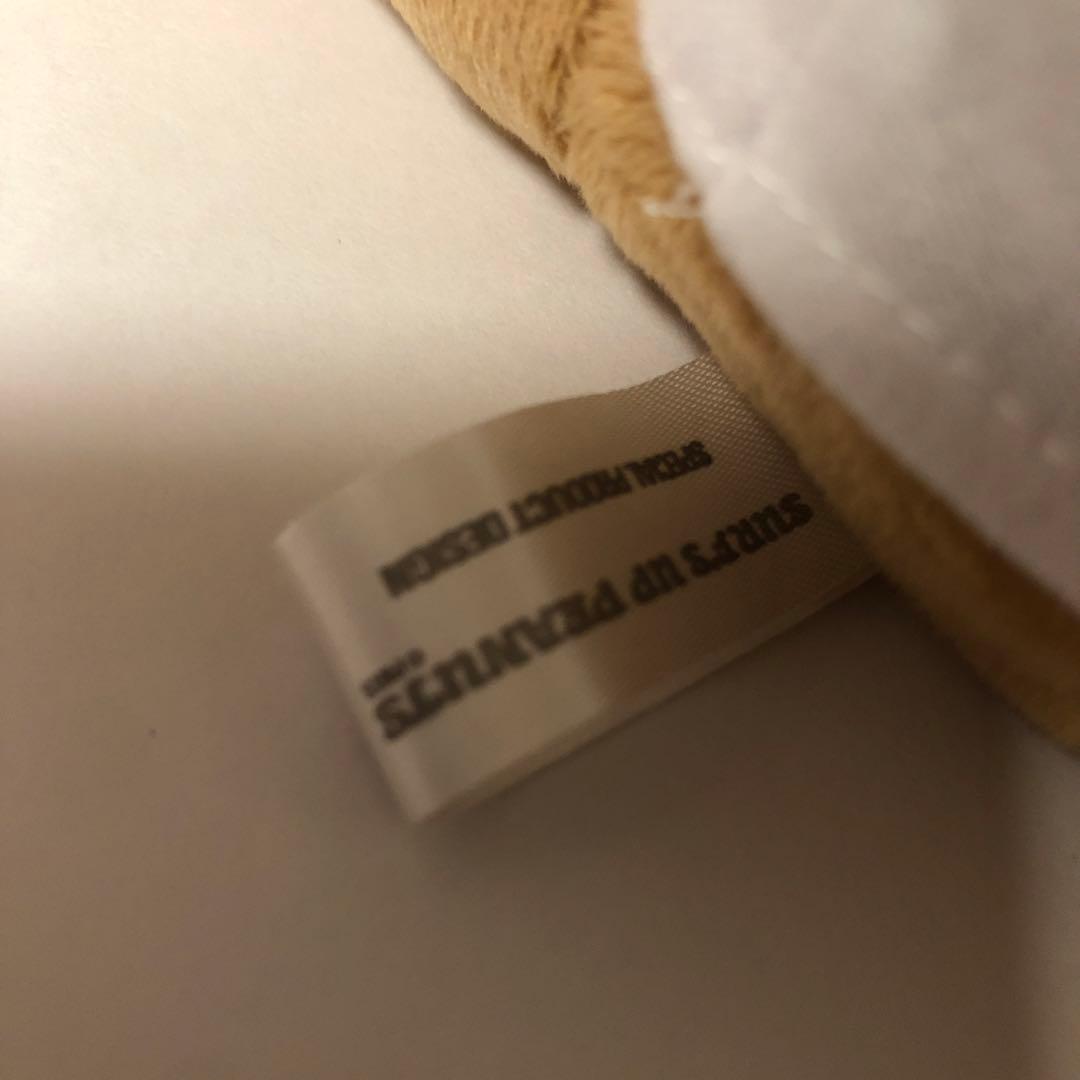 SURF'S UP PEANUTS
SPECIAL PRODUCT DESIGN